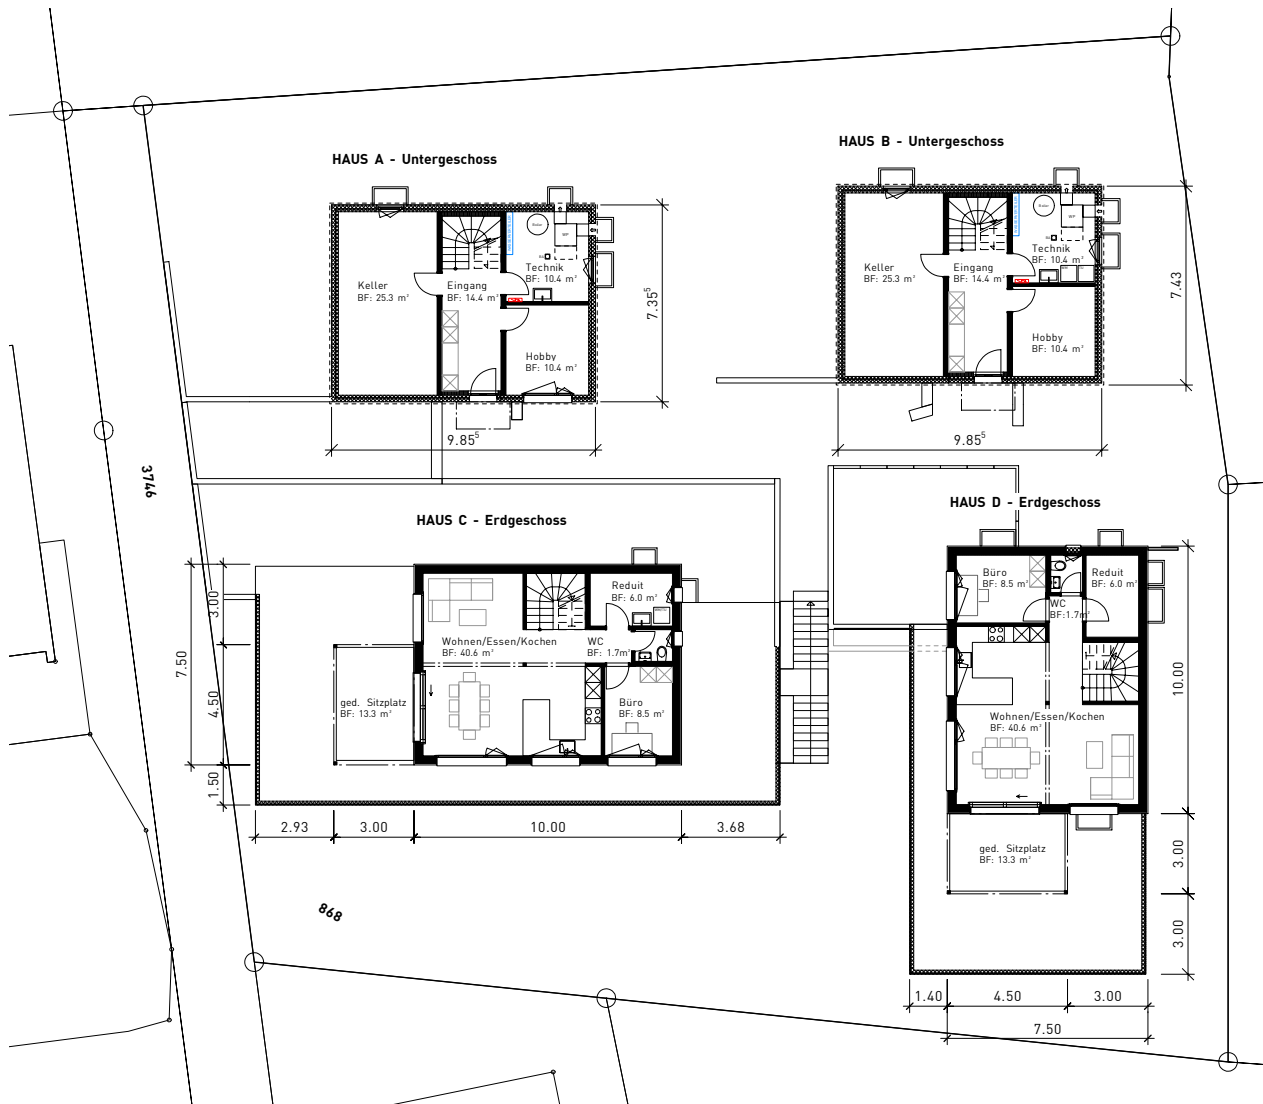 HAUS B - Untergeschoss
HAUS A - Untergeschoss
Keller
BF: 25.3 m²
Eingang
BF: 14.4 m²
WP
Technik
BF: 10.4 m²
Hobby
BF: 10.4 m²
7.35⁵
9.85⁵
Keller
BF: 25.3 m²
Eingang
BF: 14.4 m²
WP
Technik
BF: 10.4 m²
Hobby
BF: 10.4 m²
7.43
9.85⁵
3746
HAUS C - Erdgeschoss
Reduit
BF: 6.0 m²
Wohnen/Essen/Kochen
BF: 40.6 m²
WC
BF: 1.7m²
ged. Sitzplatz
BF: 13.3 m²
Büro
BF: 8.5 m²
3.00
7.50
4.50
1.50
2.93
3.00
10.00
3.68
HAUS D - Erdgeschoss
Büro
BF: 8.5 m²
WC
BF:1.7m²
Reduit
BF: 6.0 m²
Wohnen/Essen/Kochen
BF: 40.6 m²
ged. Sitzplatz
BF: 13.3 m²
10.00
3.00
3.00
1.40
4.50
3.00
7.50
868